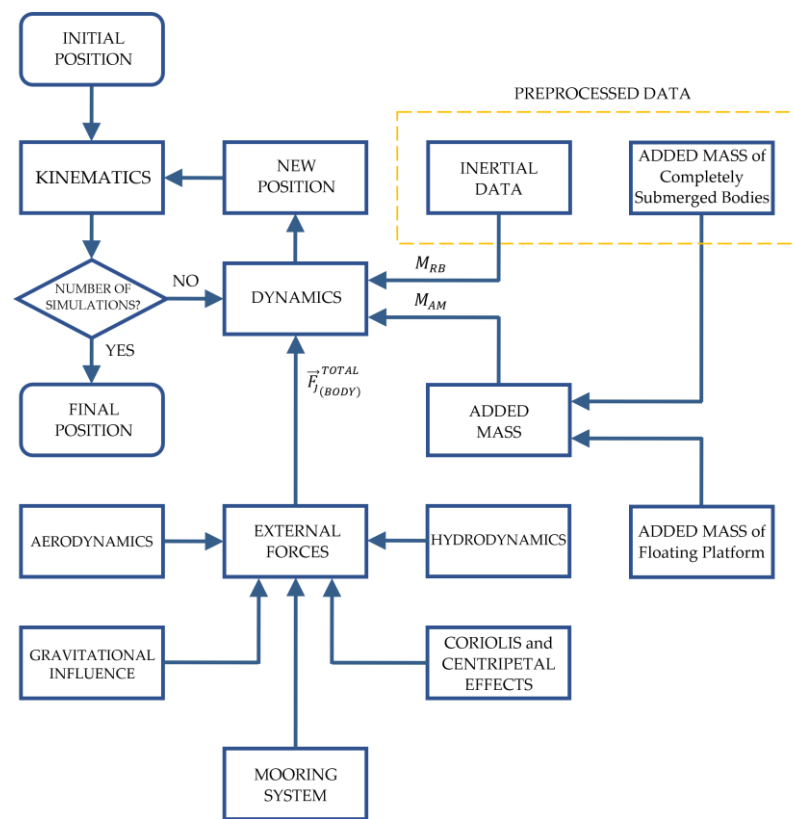 INITIAL
POSITION
PREPROCESSED DATA
KINEMATICS
NEW
POSITION
INERTIAL
DATA
ADDED MASS of
Completely
Submerged Bodies
NUMBER OF
SIMULATIONS?
NO
DYNAMICS
M_RB
M_AM
YES
F⃗_J(BODY)^TOTAL
FINAL
POSITION
ADDED
MASS
AERODYNAMICS
EXTERNAL
FORCES
HYDRODYNAMICS
ADDED MASS of
Floating Platform
GRAVITATIONAL
INFLUENCE
CORIOLIS and
CENTRIPETAL
EFFECTS
MOORING
SYSTEM